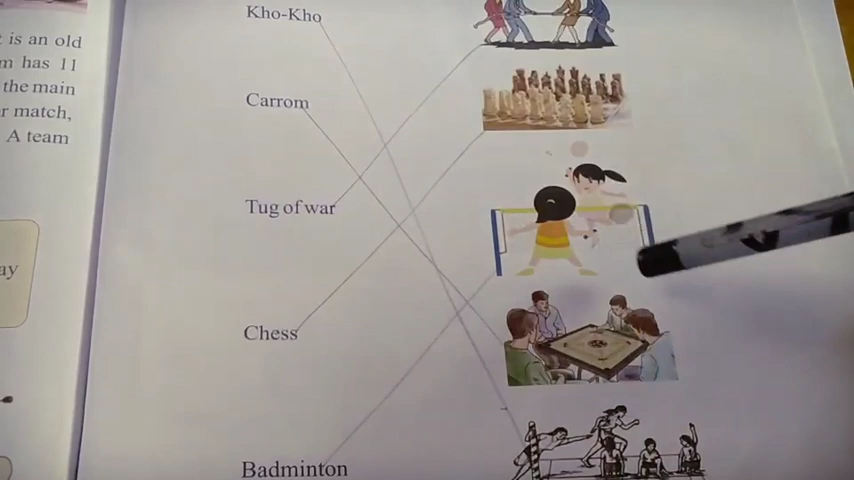 t is an old
m has 11
the main
r match,
A team
ay
Kho-Kho
Carrom
Tug of war
Chess
Badminton